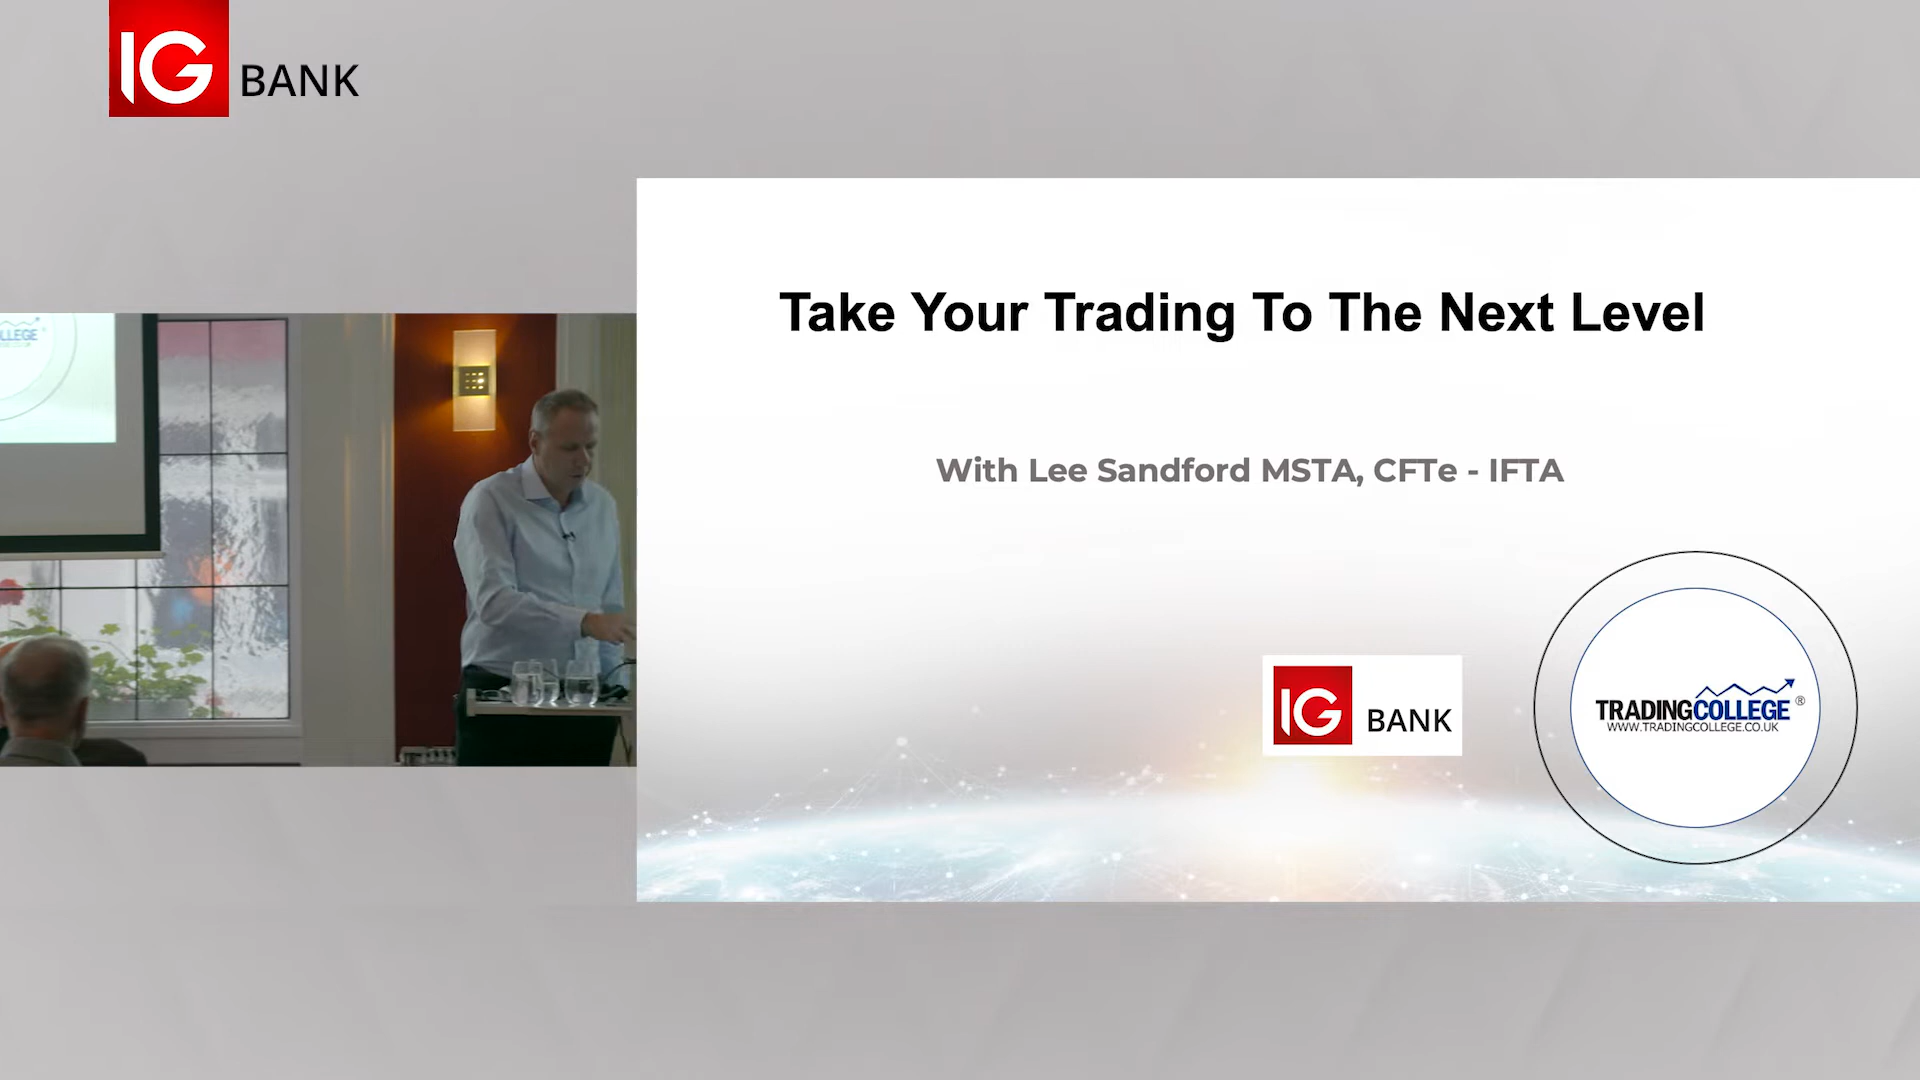 IG BANK
LLEGE
Take Your Trading To The Next Level
With Lee Sandford MSTA, CFTe - IFTA
IG BANK
TRADINGCOLLEGE®
WWW.TRADINGCOLLEGE.CO.UK